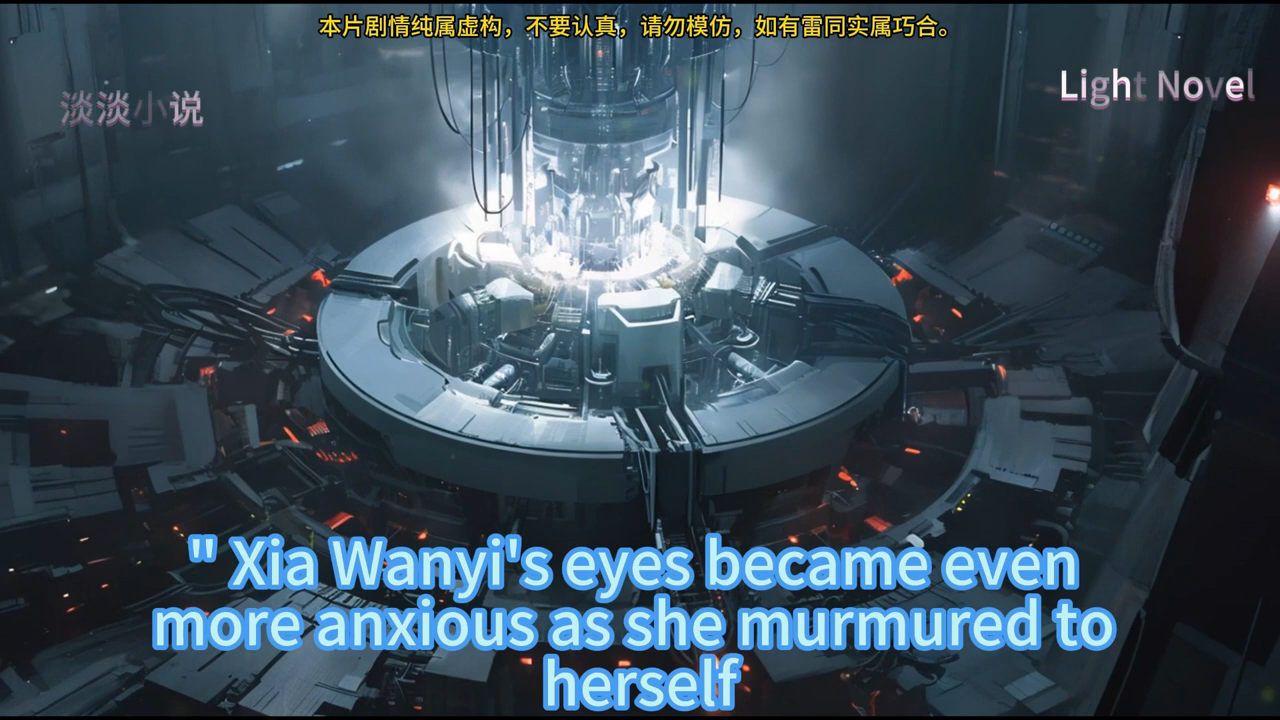 本片剧情纯属虚构，不要认真，请勿模仿，如有雷同实属巧合。
淡淡小说
Light Novel
" Xia Wanyi's eyes became even
more anxious as she murmured to
herself